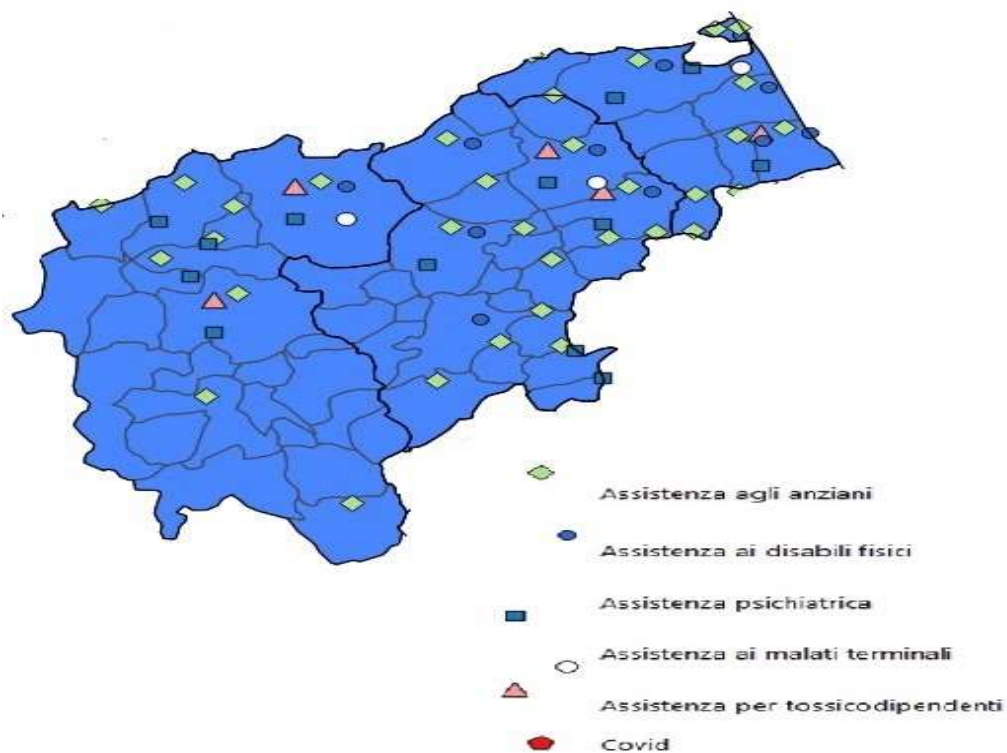 Assistenza agli anziani
Assistenza ai disabili fisici
Assistenza psichiatrica
Assistenza ai malati terminali
Assistenza per tossicodipendenti
Covid